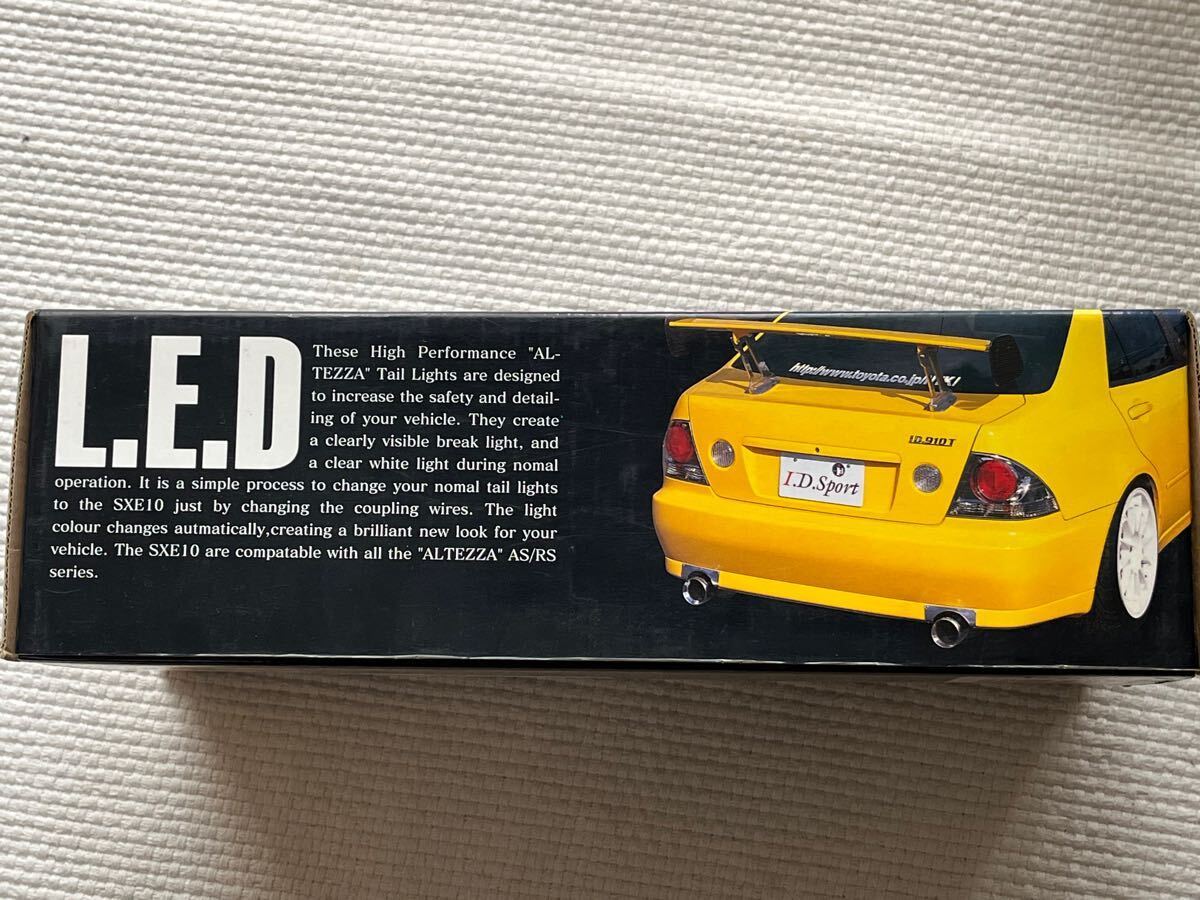 L.E.D
These High Performance "AL-
TEZZA" Tail Lights are designed
to increase the safety and detail-
ing of your vehicle. They create
a clearly visible break light, and
a clear white light during nomal
operation. It is a simple process to change your nomal tail lights
to the SXE10 just by changing the coupling wires. The light
colour changes autmatically,creating a brilliant new look for your
vehicle. The SXE10 are compatable with all the "ALTEZZA" AS/RS
series.
I.D.Sport